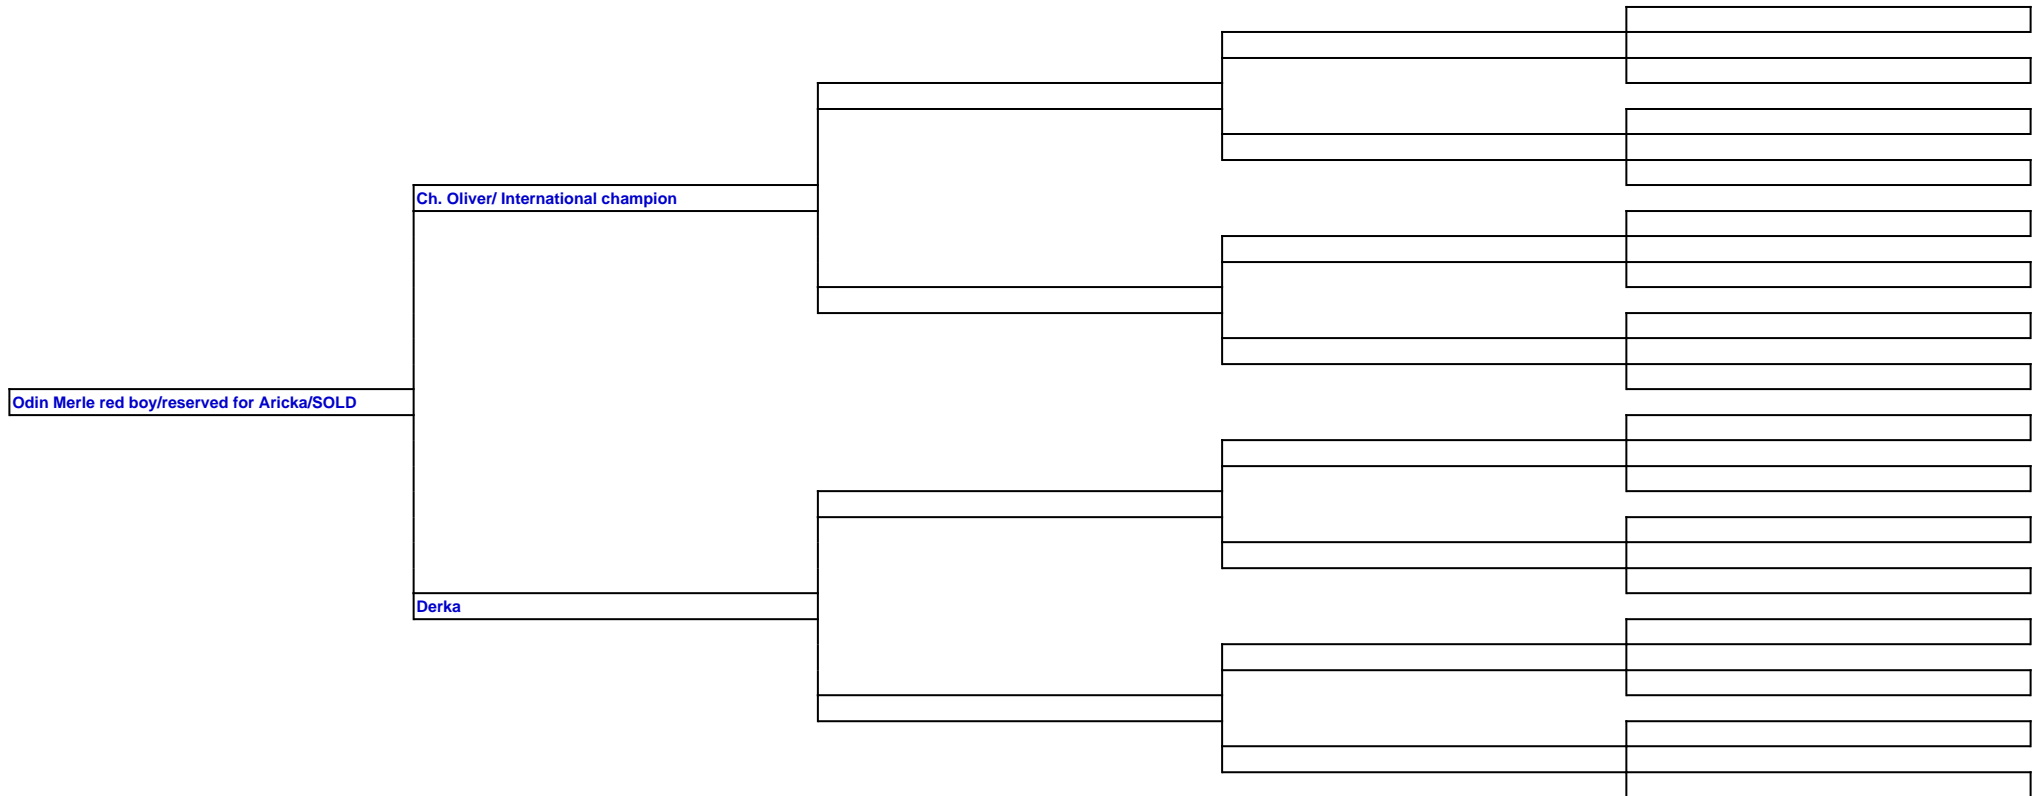 Ch. Oliver/ International champion
Odin Merle red boy/reserved for Aricka/SOLD
Derka